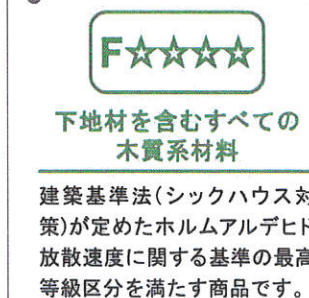 F☆☆☆☆
下地材を含むすべての
木質系材料
建築基準法(シックハウス対
策)が定めたホルムアルデヒド
放散速度に関する基準の最高
等級区分を満たす商品です。